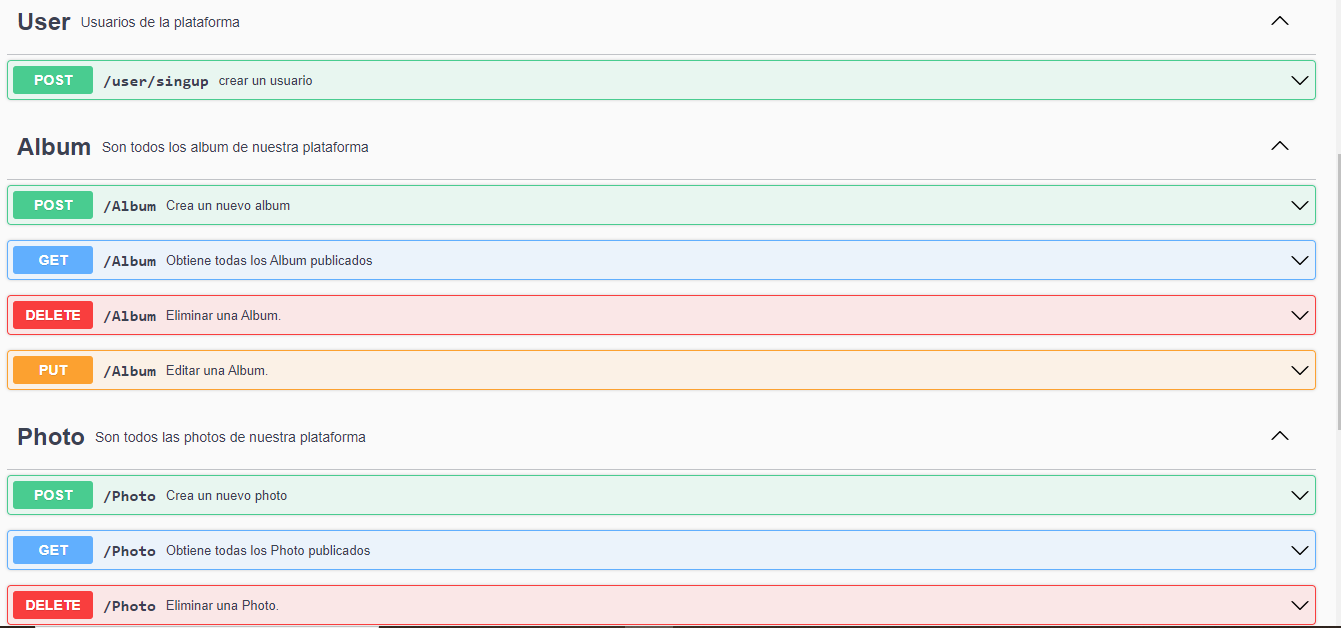 User Usuarios de la plataforma
POST /user/singup crear un usuario
Album Son todos los album de nuestra plataforma
POST /Album Crea un nuevo album
GET /Album Obtiene todas los Album publicados
DELETE /Album Eliminar una Album.
PUT /Album Editar una Album.
Photo Son todos las photos de nuestra plataforma
POST /Photo Crea un nuevo photo
GET /Photo Obtiene todas los Photo publicados
DELETE /Photo Eliminar una Photo.